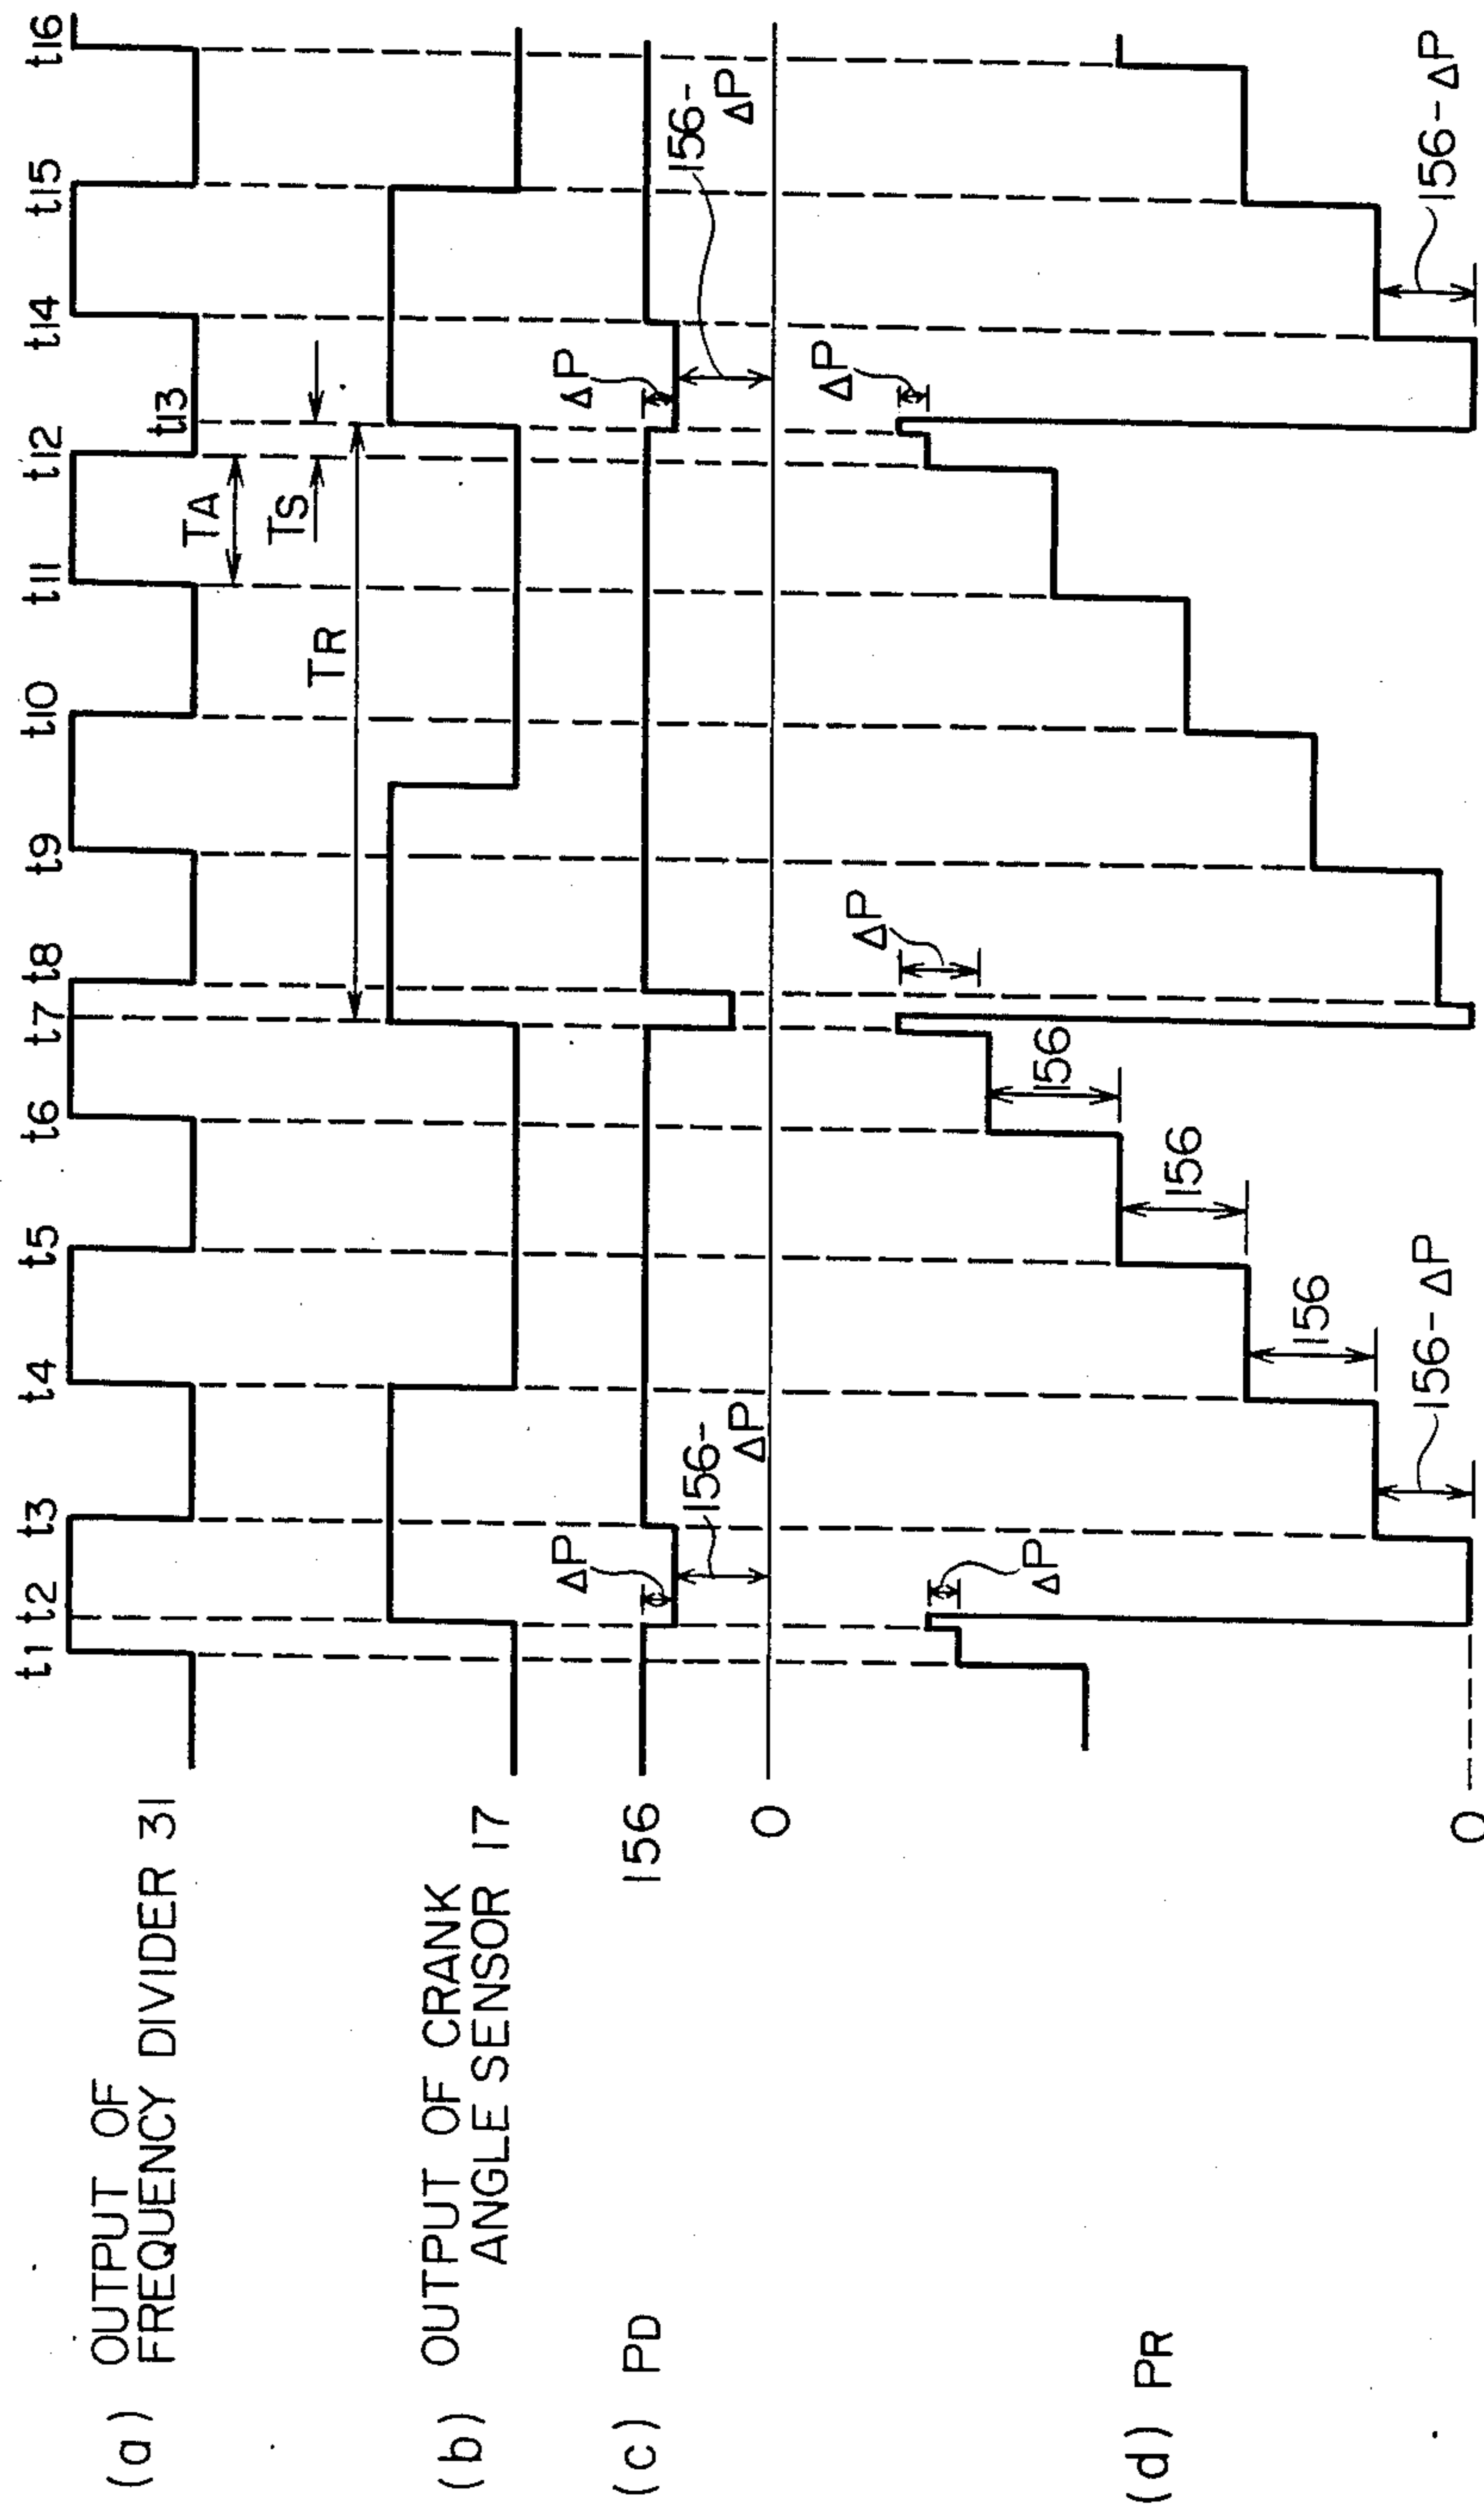 t1 t2 t3 t4 t5 t6 t7 t8 t9 t10 t11 t12 t13 t14 t15 t16
(a) OUTPUT OF
FREQUENCY DIVIDER 31
TA
TS
TR
(b) OUTPUT OF CRANK
ANGLE SENSOR 17
ΔP
ΔP
(c) PD
156
156-
ΔP
156-
ΔP
0
ΔP
ΔP
ΔP
(d) PR
156
156
156
156-ΔP
156-ΔP
0